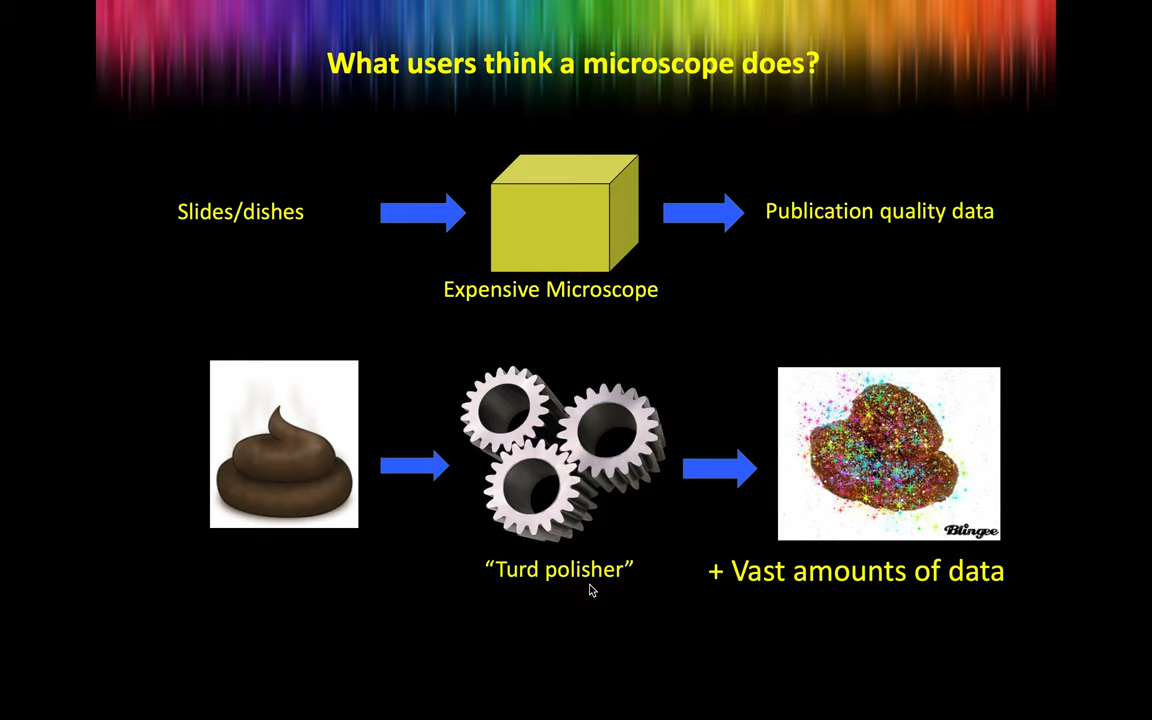 What users think a microscope does?
Slides/dishes
Publication quality data
Expensive Microscope
Blingee
“Turd polisher”
+ Vast amounts of data